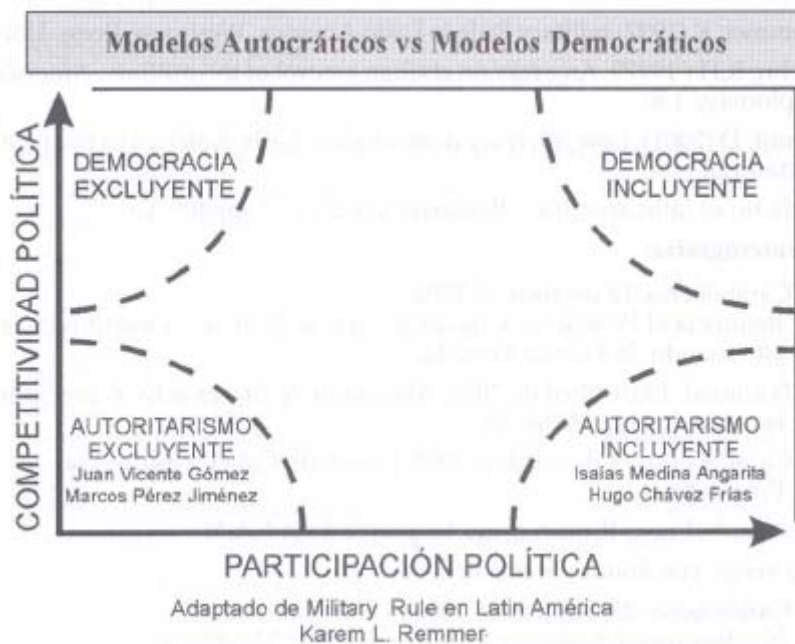 Modelos Autocráticos vs Modelos Democráticos
COMPETITIVIDAD POLÍTICA
DEMOCRACIA
EXCLUYENTE
DEMOCRACIA
INCLUYENTE
AUTORITARISMO
EXCLUYENTE
Juan Vicente Gómez
Marcos Pérez Jiménez
AUTORITARISMO
INCLUYENTE
Isaías Medina Angarita
Hugo Chávez Frías
PARTICIPACIÓN POLÍTICA
Adaptado de Military Rule en Latin América
Karem L. Remmer